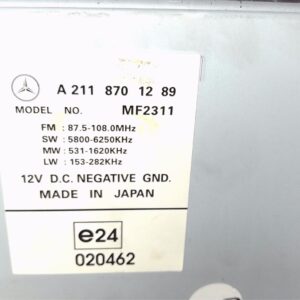 A 211 870 12 89
MODEL NO. MF2311
FM : 87.5-108.0MHz
SW : 5800-6250KHz
MW : 531-1620KHz
LW : 153-282KHz
12V D.C. NEGATIVE GND.
MADE IN JAPAN
e24
020462